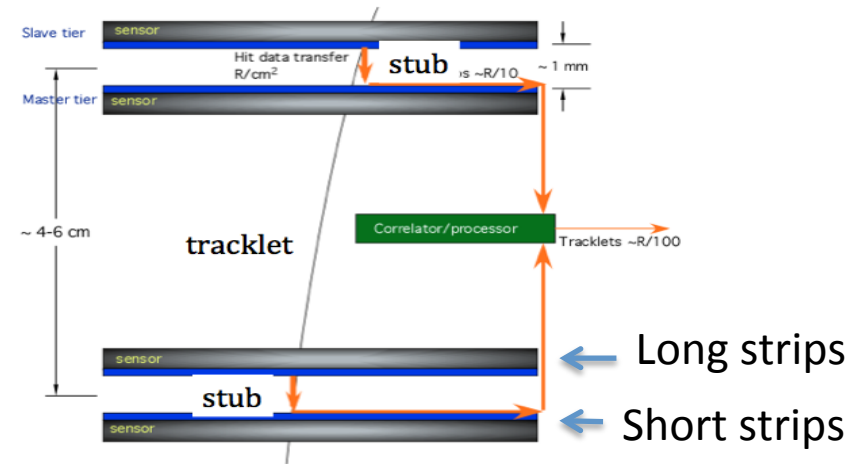 Slave tier
sensor
Hit data transfer
R/cm²
stub
s ~R/10
~ 1 mm
Master tier
sensor
~ 4-6 cm
tracklet
Correlator/processor
Tracklets ~R/100
sensor
Long strips
stub
Short strips
sensor